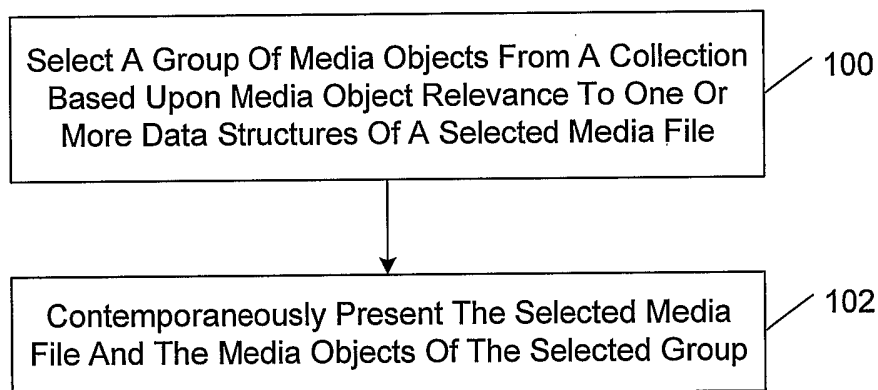 Select A Group Of Media Objects From A Collection
Based Upon Media Object Relevance To One Or
More Data Structures Of A Selected Media File
100
Contemporaneously Present The Selected Media
File And The Media Objects Of The Selected Group
102